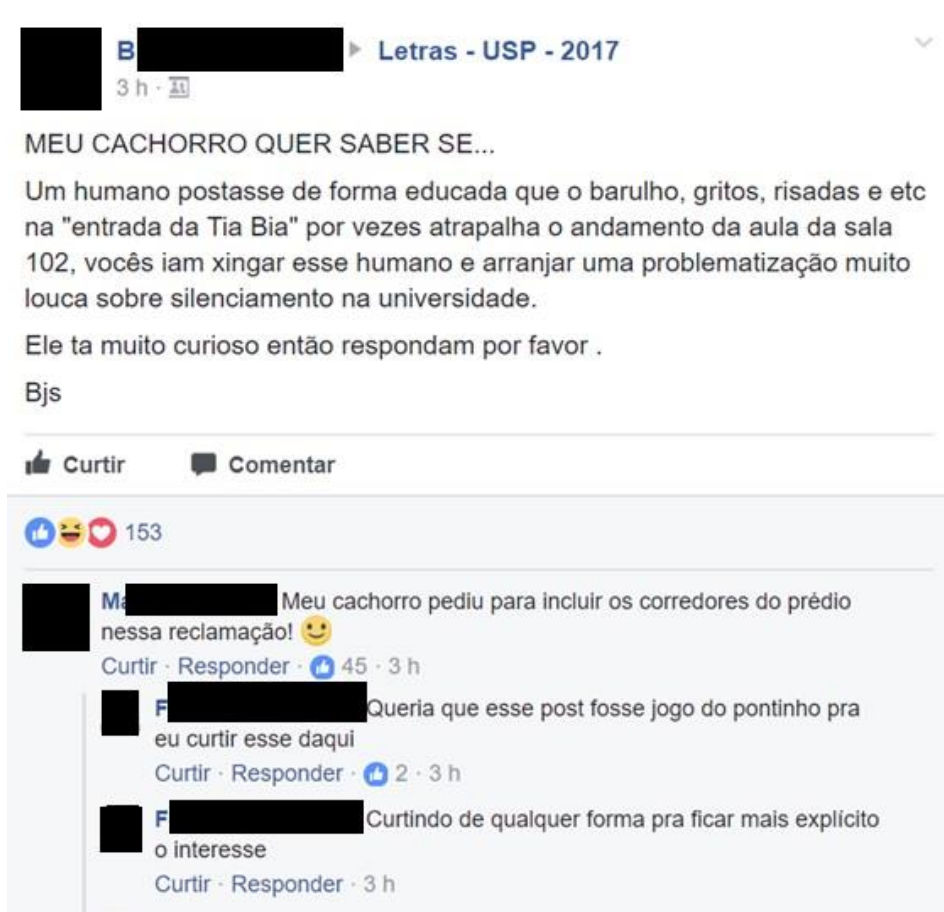 B Letras - USP - 2017
3 h ·
MEU CACHORRO QUER SABER SE...
Um humano postasse de forma educada que o barulho, gritos, risadas e etc
na "entrada da Tia Bia" por vezes atrapalha o andamento da aula da sala
102, vocês iam xingar esse humano e arranjar uma problematização muito
louca sobre silenciamento na universidade.
Ele ta muito curioso então respondam por favor .
Bjs
Curtir Comentar
153
Ma Meu cachorro pediu para incluir os corredores do prédio
nessa reclamação!
Curtir · Responder · 45 · 3 h
F Queria que esse post fosse jogo do pontinho pra
eu curtir esse daqui
Curtir · Responder · 2 · 3 h
F Curtindo de qualquer forma pra ficar mais explícito
o interesse
Curtir · Responder · 3 h